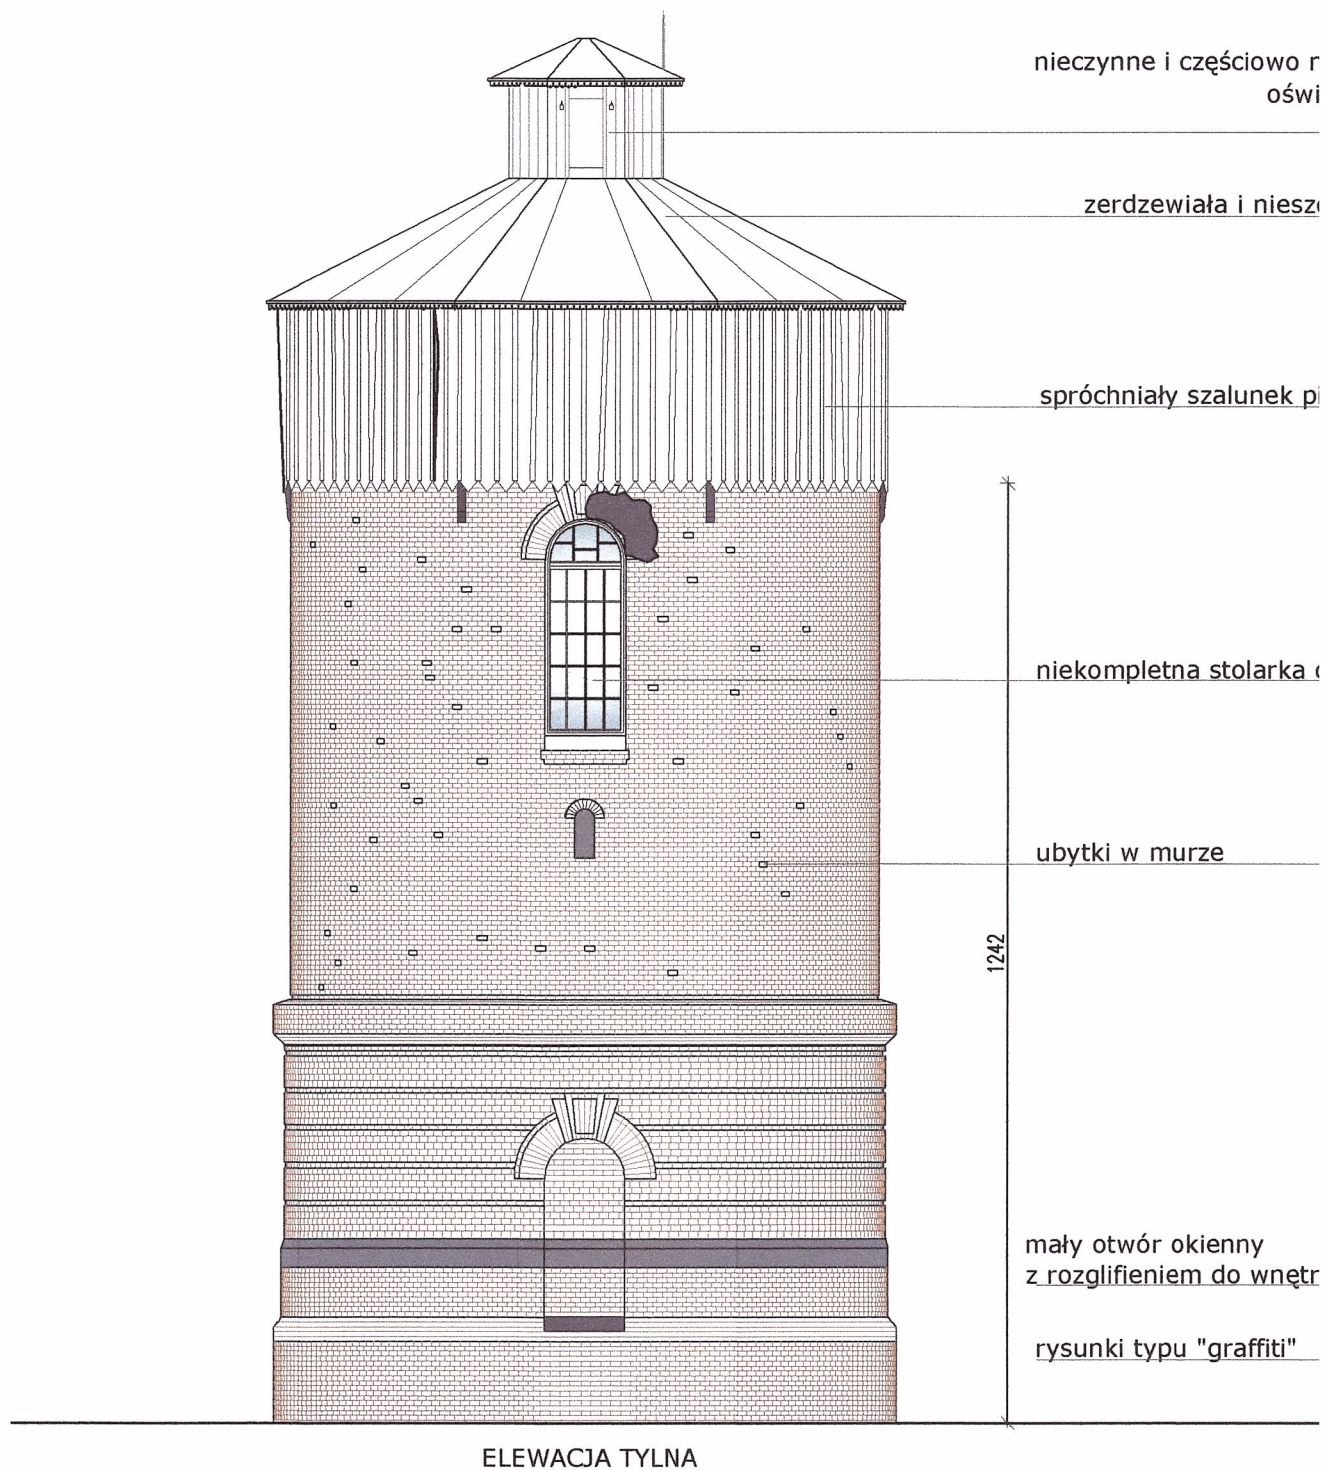 nieczynne i częściowo
zerdzewiała i
spróchniały szalunek
niekompletna stolarka
ubytki w murze
1242
mały otwór okienny
z rozglifieniem do
rysunki typu "graffiti"
ELEWACJA TYLNA